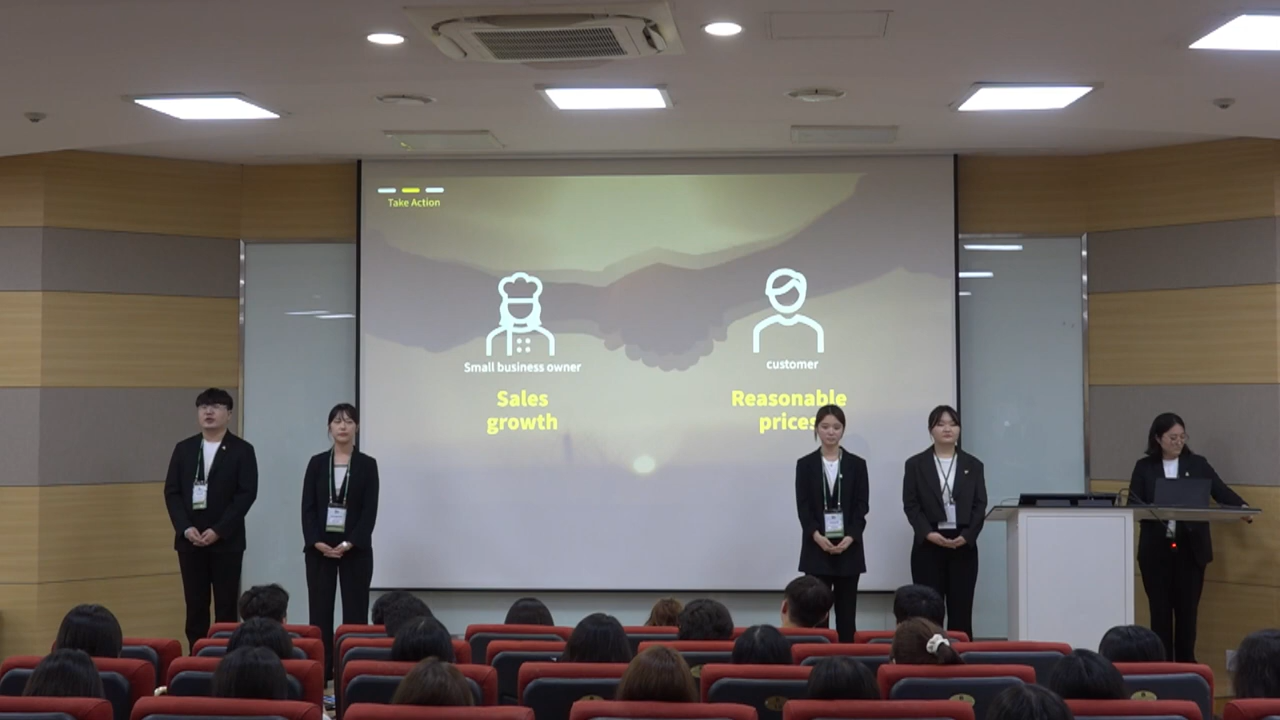 Take Action
Small business owner
customer
Sales
growth
Reasonable
prices